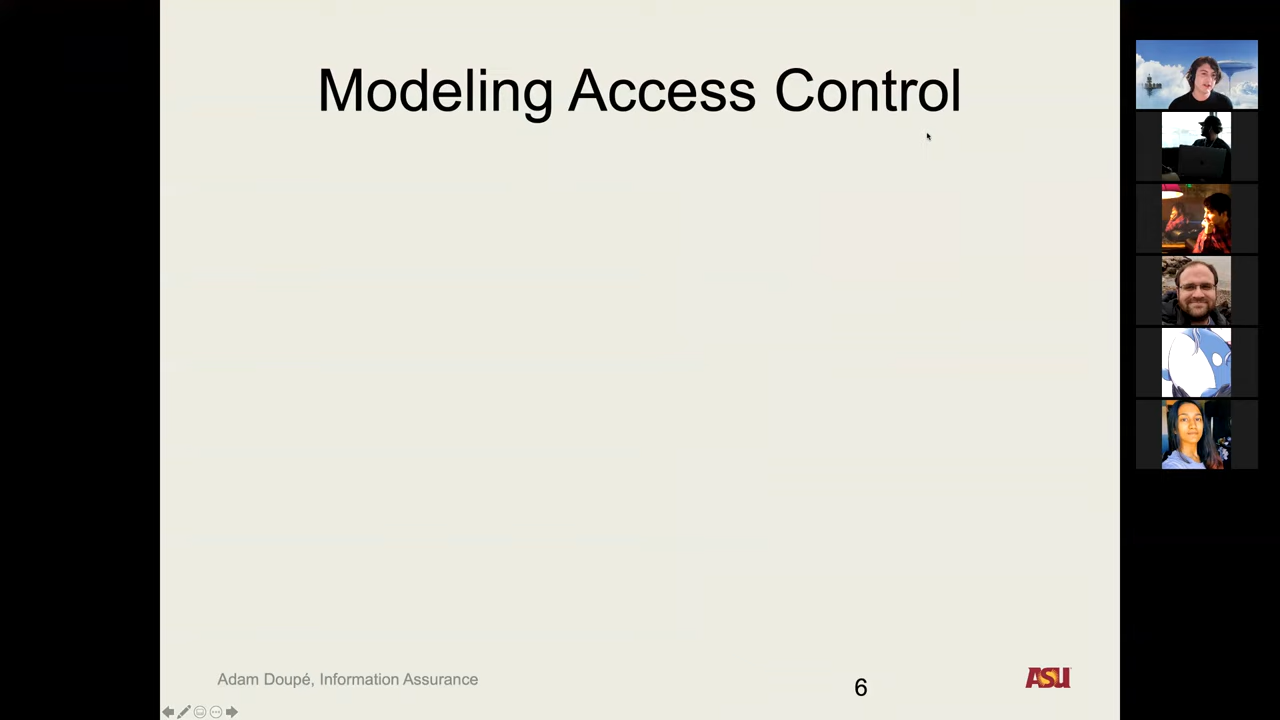 Modeling Access Control
Adam Doupé, Information Assurance
6
ASU